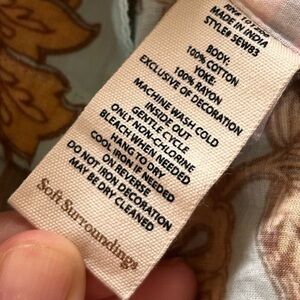 MADE IN INDIA
STYLE# SEW83
BODY:
100% COTTON
YOKE
100% RAYON
EXCLUSIVE OF DECORATION
MACHINE WASH COLD
INSIDE OUT
GENTLE CYCLE
ONLY NON-CHLORINE
BLEACH WHEN NEEDED
HANG TO DRY
COOL IRON IF NEEDED
ON REVERSE
DO NOT IRON DECORATION
MAY BE DRY CLEANED
Soft Surroundings